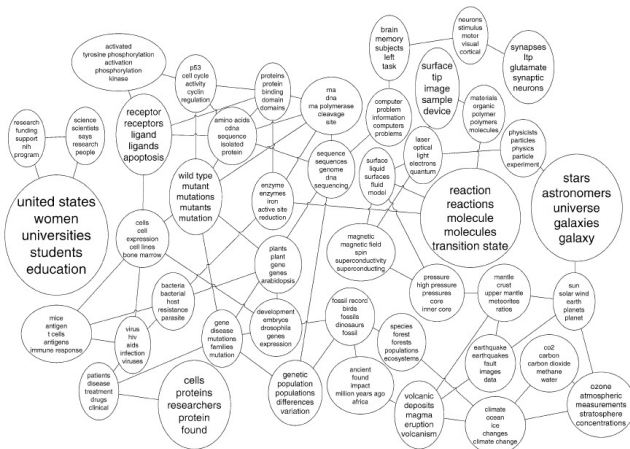 activated
tyrosine phosphorylation
activation
phosphorylation
kinase
p53
cell cycle
activity
cyclin
regulation
proteins
protein
binding
domain
domains
rna
dna
rna polymerase
cleavage
site
brain
memory
subjects
left
task
neurons
stimulus
motor
visual
cortical
synapses
ltp
glutamate
synaptic
neurons
surface
tip
image
sample
device
research
funding
support
nih
program
science
scientists
says
research
people
receptor
receptors
ligand
ligands
apoptosis
amino acids
cdna
sequence
isolated
protein
computer
problem
information
computers
problems
materials
organic
polymer
polymers
molecules
physicists
particles
physics
particle
experiment
laser
optical
light
electrons
quantum
sequence
sequences
genome
dna
sequencing
surface
liquid
surfaces
fluid
model
united states
women
universities
students
education
wild type
mutant
mutations
mutants
mutation
enzyme
enzymes
iron
active site
reduction
reaction
reactions
molecule
molecules
transition state
stars
astronomers
universe
galaxies
galaxy
cells
cell
expression
cell lines
bone marrow
plants
plant
gene
genes
arabidopsis
magnetic
magnetic field
spin
superconductivity
superconducting
pressure
high pressure
pressures
core
inner core
mantle
crust
upper mantle
meteorites
ratios
sun
solar wind
earth
planets
planet
bacteria
bacterial
host
resistance
parasite
development
embryos
drosophila
genes
expression
fossil record
birds
fossils
dinosaurs
fossil
species
forest
forests
populations
ecosystems
mice
antigen
t cells
antigens
immune response
virus
hiv
aids
infection
viruses
gene
disease
mutations
families
mutation
earthquake
earthquakes
fault
images
data
co2
carbon
carbon dioxide
methane
water
patients
disease
treatment
drugs
clinical
cells
proteins
researchers
protein
found
genetic
population
populations
differences
variation
ancient
found
impact
million years ago
africa
volcanic
deposits
magma
eruption
volcanism
climate
ocean
ice
changes
climate change
ozone
atmospheric
measurements
stratosphere
concentrations